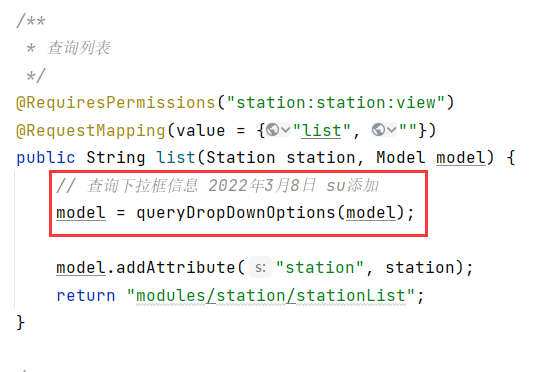 /**
 * 查询列表
 */
@RequiresPermissions("station:station:view")
@RequestMapping(value = {"list", ""})
public String list(Station station, Model model) {
// 查询下拉框信息 2022年3月8日 su添加
model = queryDropDownOptions(model);
model.addAttribute( s: "station", station);
return "modules/station/stationList";
}